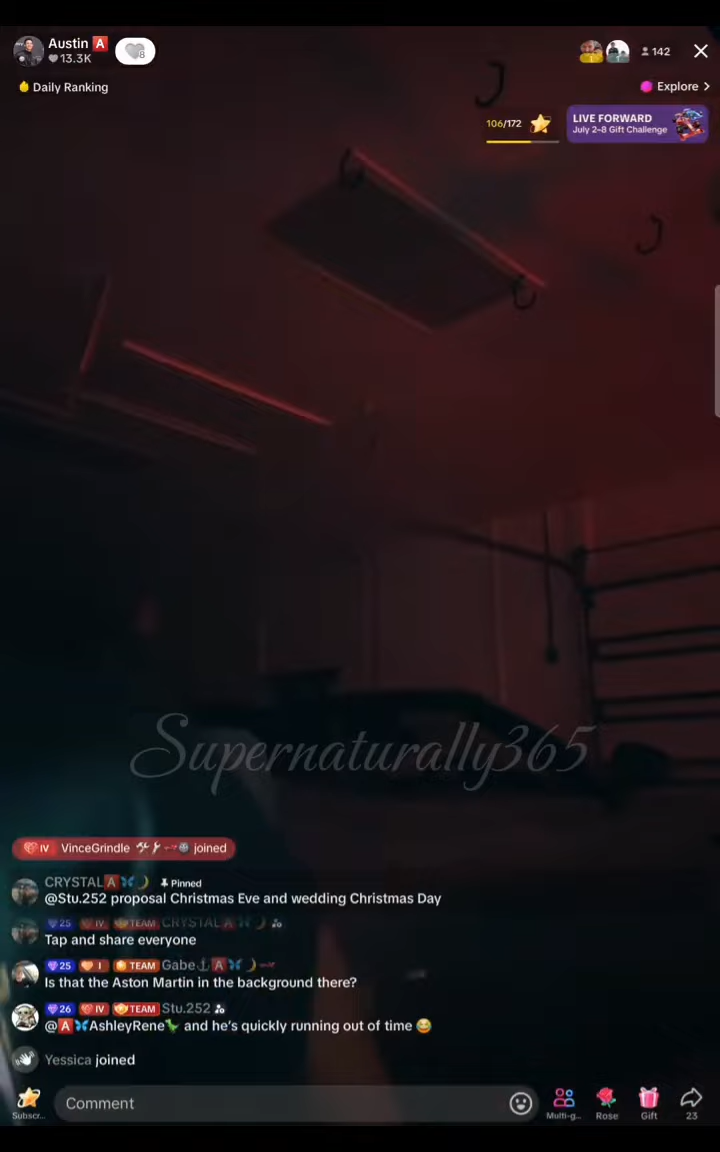 Austin A
13.3K
8
142
Daily Ranking
Explore >
106/172
LIVE FORWARD
July 2-8 Gift Challenge
Supernaturally365
IV VinceGrindle joined
CRYSTAL A Pinned
@Stu.252 proposal Christmas Eve and wedding Christmas Day
25 IV TEAM CRYSTAL A
Tap and share everyone
25 I TEAM Gabe A
Is that the Aston Martin in the background there?
26 IV TEAM Stu.252
@🅰️🦋AshleyRene🦖 and he's quickly running out of time 😂
Yessica joined
Subscr...
Comment
Multi-g...
Rose
Gift
23